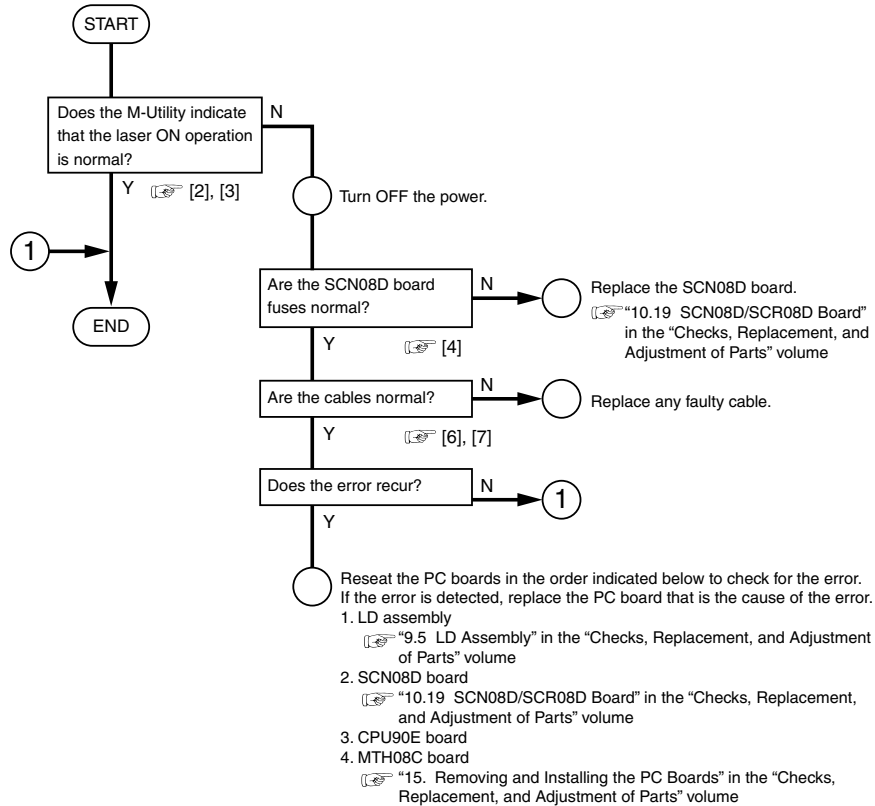 START
Does the M-Utility indicate
that the laser ON operation
is normal?
N
Y
[2], [3]
Turn OFF the power.
1
END
Are the SCN08D board
fuses normal?
N
Replace the SCN08D board.
“10.19 SCN08D/SCR08D Board”
in the “Checks, Replacement, and
Adjustment of Parts” volume
Y
[4]
Are the cables normal?
N
Replace any faulty cable.
Y
[6], [7]
Does the error recur?
N
1
Y
Reseat the PC boards in the order indicated below to check for the error.
If the error is detected, replace the PC board that is the cause of the error.
1. LD assembly
“9.5 LD Assembly” in the “Checks, Replacement, and Adjustment
of Parts” volume
2. SCN08D board
“10.19 SCN08D/SCR08D Board” in the “Checks, Replacement,
and Adjustment of Parts” volume
3. CPU90E board
4. MTH08C board
“15. Removing and Installing the PC Boards” in the “Checks,
Replacement, and Adjustment of Parts” volume